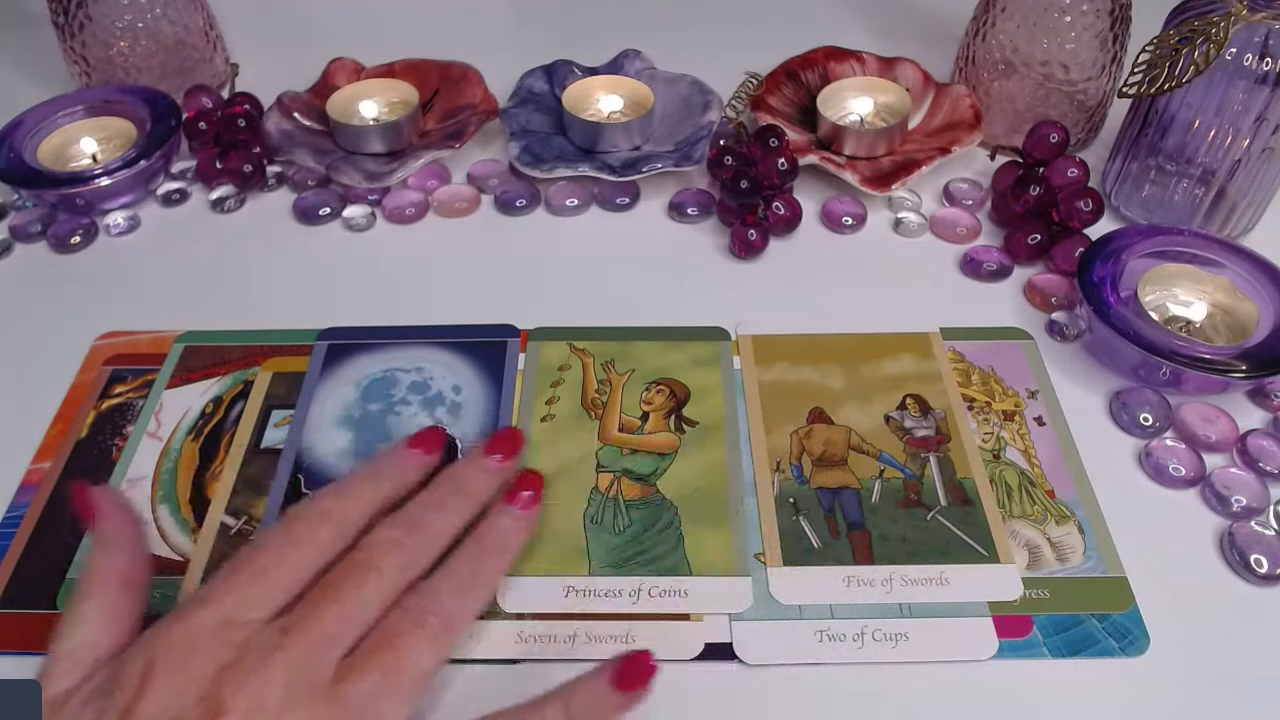 Princess of Coins
Five of Swords
Seven of Swords
Two of Cups